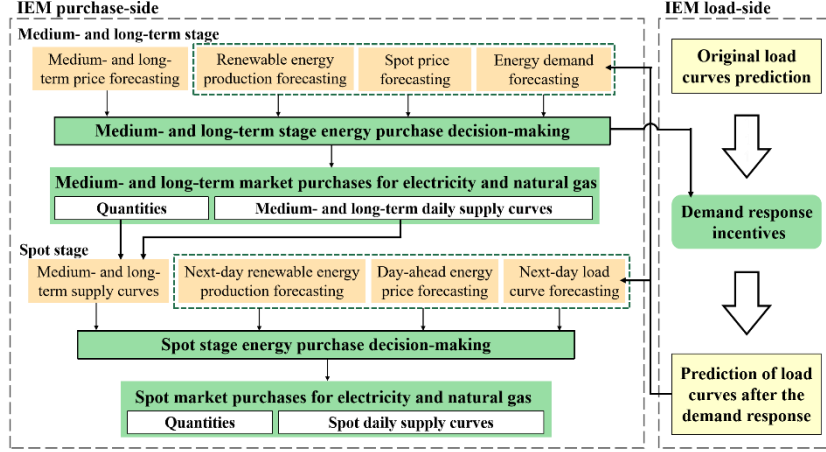 IEM purchase-side
Medium- and long-term stage
Medium- and long-
term price forecasting
Renewable energy
production forecasting
Spot price
forecasting
Energy demand
forecasting
Medium- and long-term stage energy purchase decision-making
Medium- and long-term market purchases for electricity and natural gas
Quantities
Medium- and long-term daily supply curves
Spot stage
Medium- and long-
term supply curves
Next-day renewable energy
production forecasting
Day-ahead energy
price forecasting
Next-day load
curve forecasting
Spot stage energy purchase decision-making
Spot market purchases for electricity and natural gas
Quantities
Spot daily supply curves
IEM load-side
Original load
curves prediction
Demand response
incentives
Prediction of load
curves after the
demand response